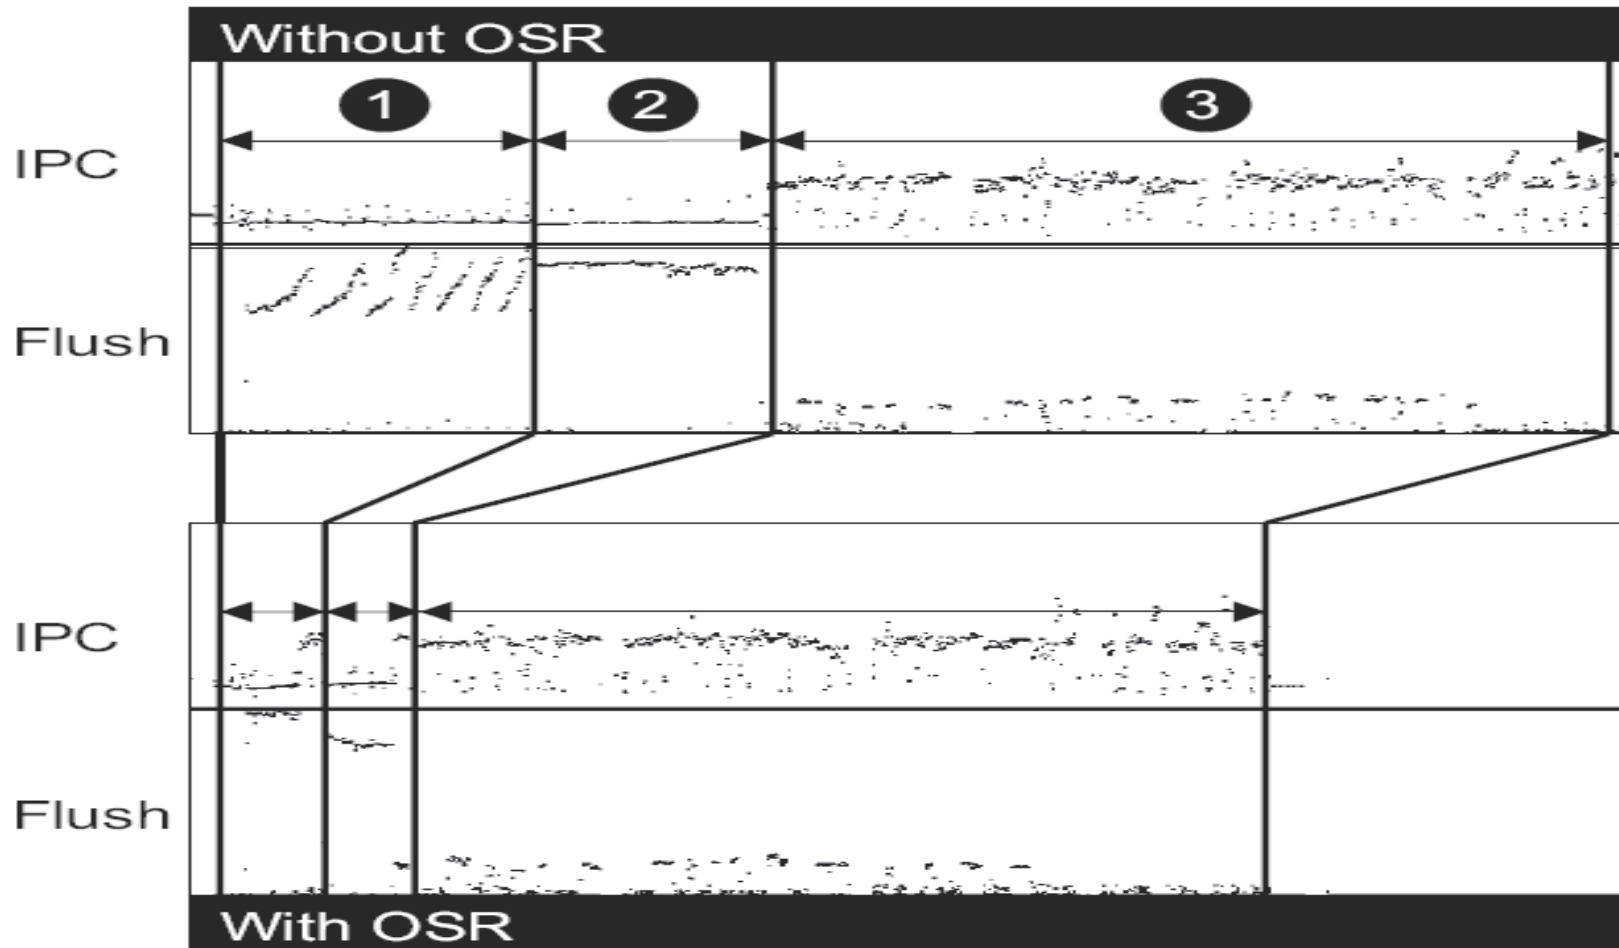 Without OSR
1 2 3
IPC
Flush
IPC
Flush
With OSR